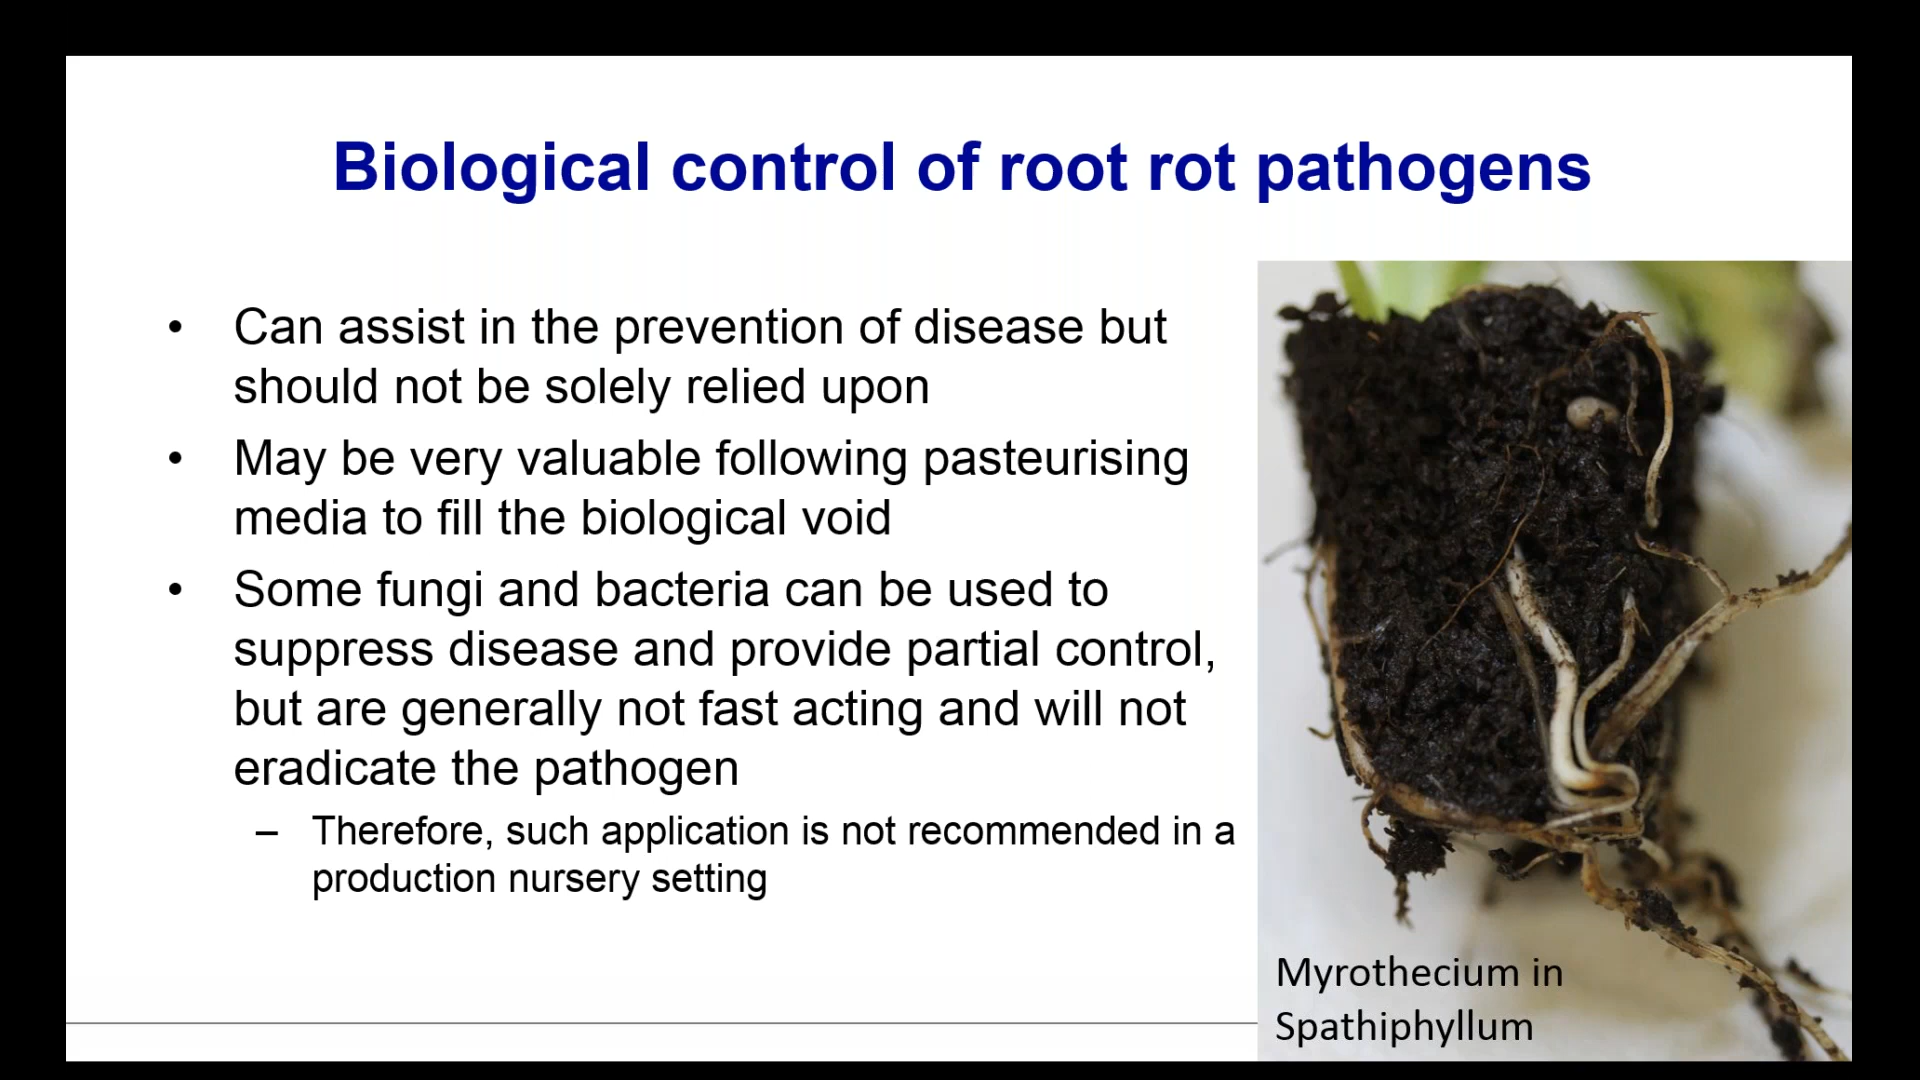 Biological control of root rot pathogens
• Can assist in the prevention of disease but
should not be solely relied upon
• May be very valuable following pasteurising
media to fill the biological void
• Some fungi and bacteria can be used to
suppress disease and provide partial control,
but are generally not fast acting and will not
eradicate the pathogen
– Therefore, such application is not recommended in a
production nursery setting
Myrothecium in
Spathiphyllum